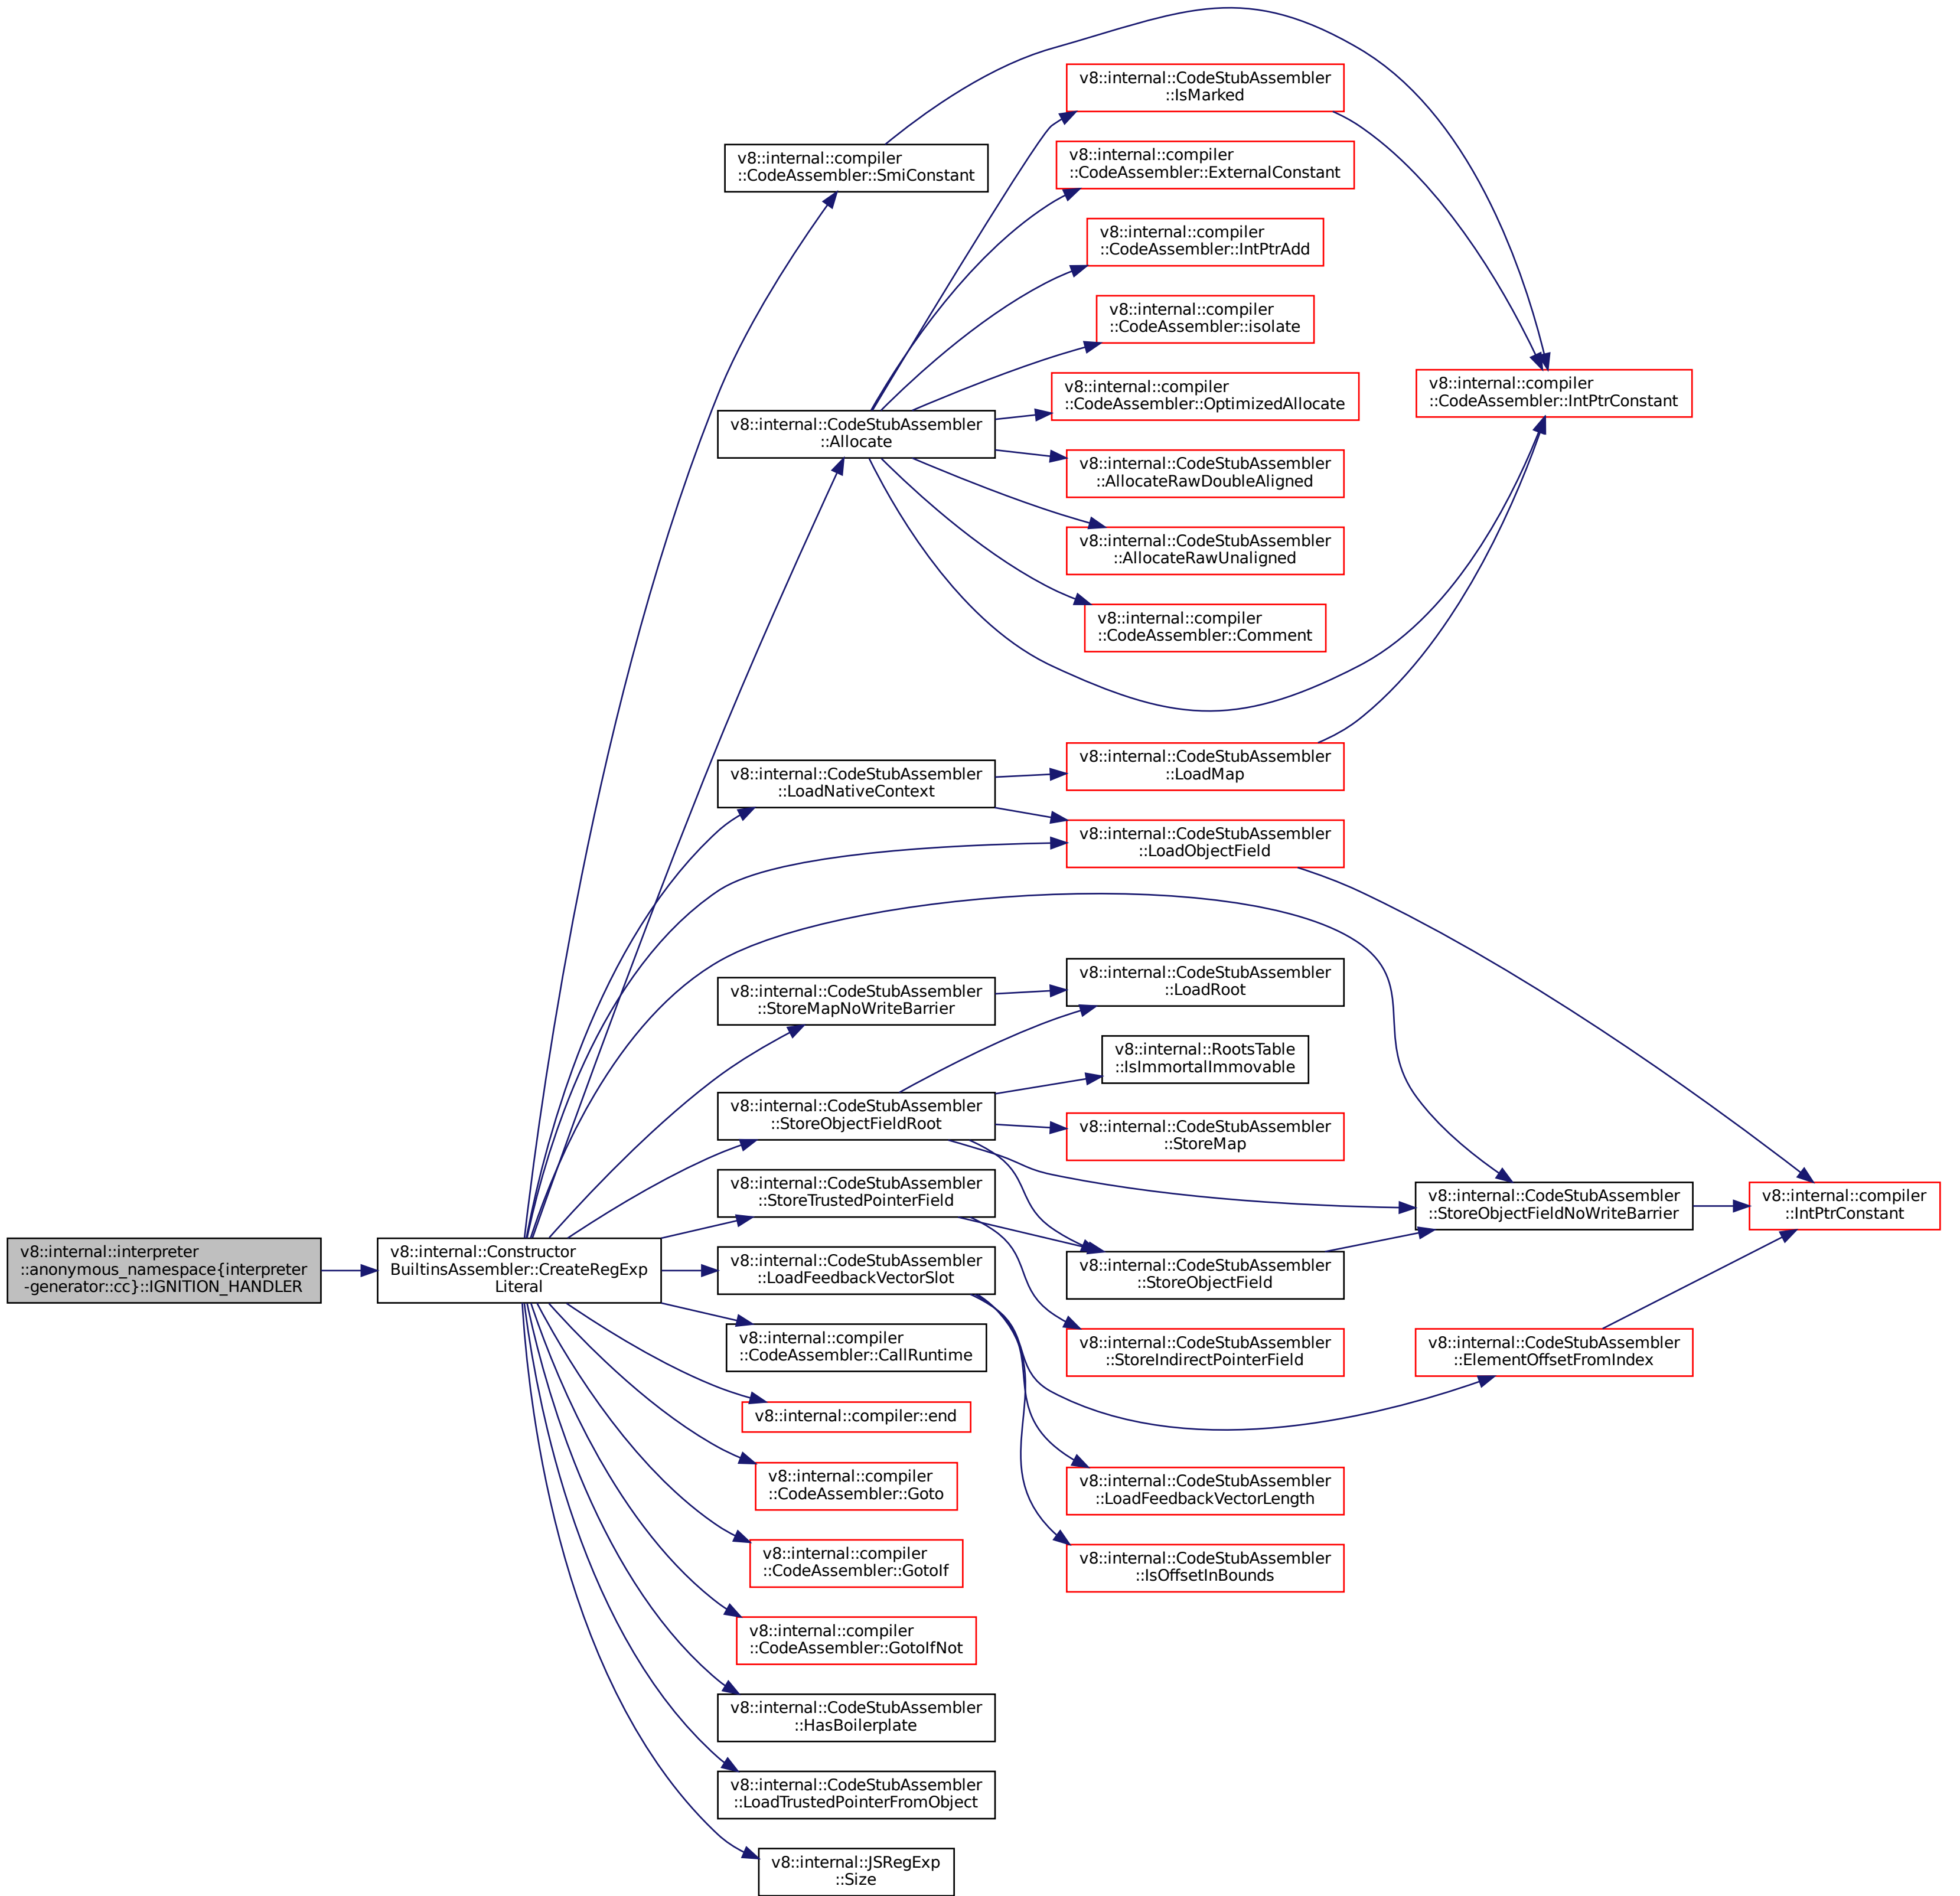 v8::internal::interpreter
::anonymous_namespace{interpreter
-generator::cc}::IGNITION_HANDLER
v8::internal::Constructor
BuiltinsAssembler::CreateRegExp
Literal
v8::internal::compiler
::CodeAssembler::SmiConstant
v8::internal::CodeStubAssembler
::Allocate
v8::internal::CodeStubAssembler
::LoadNativeContext
v8::internal::CodeStubAssembler
::StoreMapNoWriteBarrier
v8::internal::CodeStubAssembler
::StoreObjectFieldRoot
v8::internal::CodeStubAssembler
::StoreTrustedPointerField
v8::internal::CodeStubAssembler
::LoadFeedbackVectorSlot
v8::internal::compiler
::CodeAssembler::CallRuntime
v8::internal::compiler::end
v8::internal::compiler
::CodeAssembler::Goto
v8::internal::compiler
::CodeAssembler::GotoIf
v8::internal::compiler
::CodeAssembler::GotoIfNot
v8::internal::CodeStubAssembler
::HasBoilerplate
v8::internal::CodeStubAssembler
::LoadTrustedPointerFromObject
v8::internal::JSRegExp
::Size
v8::internal::CodeStubAssembler
::IsMarked
v8::internal::compiler
::CodeAssembler::ExternalConstant
v8::internal::compiler
::CodeAssembler::IntPtrAdd
v8::internal::compiler
::CodeAssembler::isolate
v8::internal::compiler
::CodeAssembler::OptimizedAllocate
v8::internal::CodeStubAssembler
::AllocateRawDoubleAligned
v8::internal::CodeStubAssembler
::AllocateRawUnaligned
v8::internal::compiler
::CodeAssembler::Comment
v8::internal::CodeStubAssembler
::LoadMap
v8::internal::CodeStubAssembler
::LoadObjectField
v8::internal::CodeStubAssembler
::LoadRoot
v8::internal::RootsTable
::IsImmortalImmovable
v8::internal::CodeStubAssembler
::StoreMap
v8::internal::CodeStubAssembler
::StoreObjectField
v8::internal::CodeStubAssembler
::StoreIndirectPointerField
v8::internal::CodeStubAssembler
::LoadFeedbackVectorLength
v8::internal::CodeStubAssembler
::IsOffsetInBounds
v8::internal::compiler
::CodeAssembler::IntPtrConstant
v8::internal::CodeStubAssembler
::StoreObjectFieldNoWriteBarrier
v8::internal::CodeStubAssembler
::ElementOffsetFromIndex
v8::internal::compiler
::IntPtrConstant